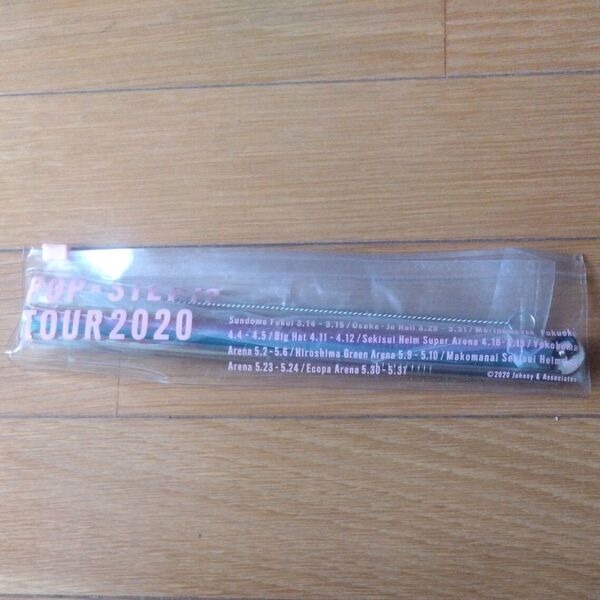 POP×STEP!?
TOUR2020
Sundome Fukui 3.14 - 3.15/Osaka-Jo Hall 3.29 - 3.31/ Fukuoka
4.4 - 4.5/Big Hat 4.11 - 4.12/Sekisui Heim Super Arena 4.18 - 4.19/Yokohama
Arena 5.2 - 5.6/Hiroshima Green Arena 5.9 - 5.10/Makomanai Sekisui Heim
Arena 5.23 - 5.24/Ecopa Arena 5.30 - 5.31
©2020 Johnny & Associates